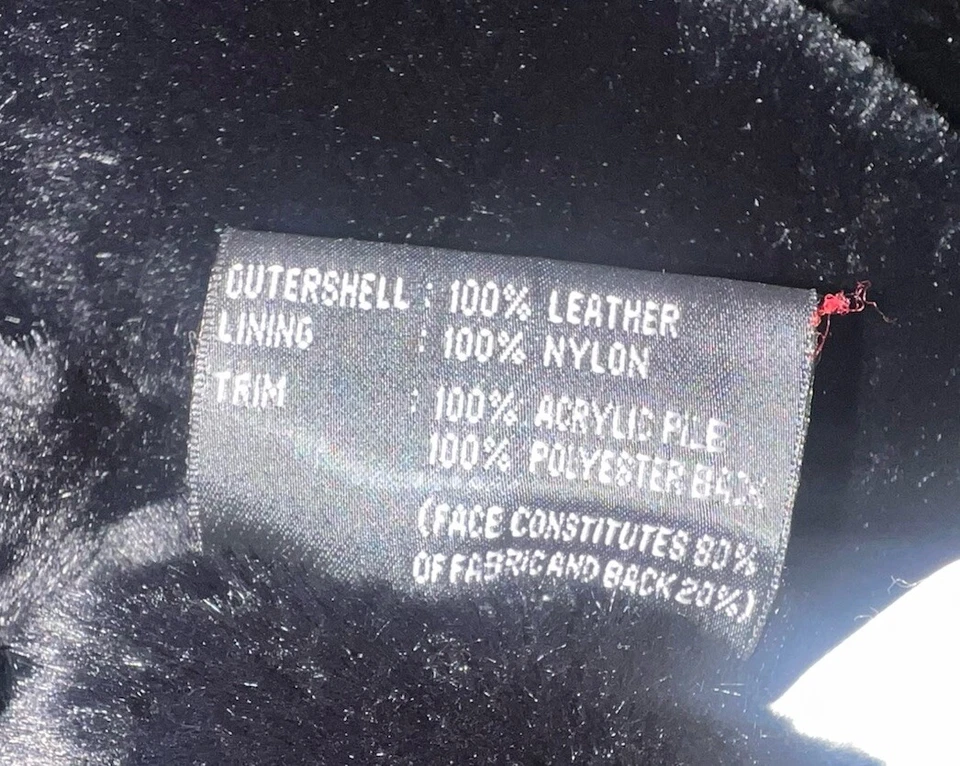 OUTERSHELL : 100% LEATHER
LINING : 100% NYLON
TRIM : 100% ACRYLIC PILE
100% POLYESTER BACK
(FACE CONSTITUTES 80%
OF FABRIC AND BACK 20%)